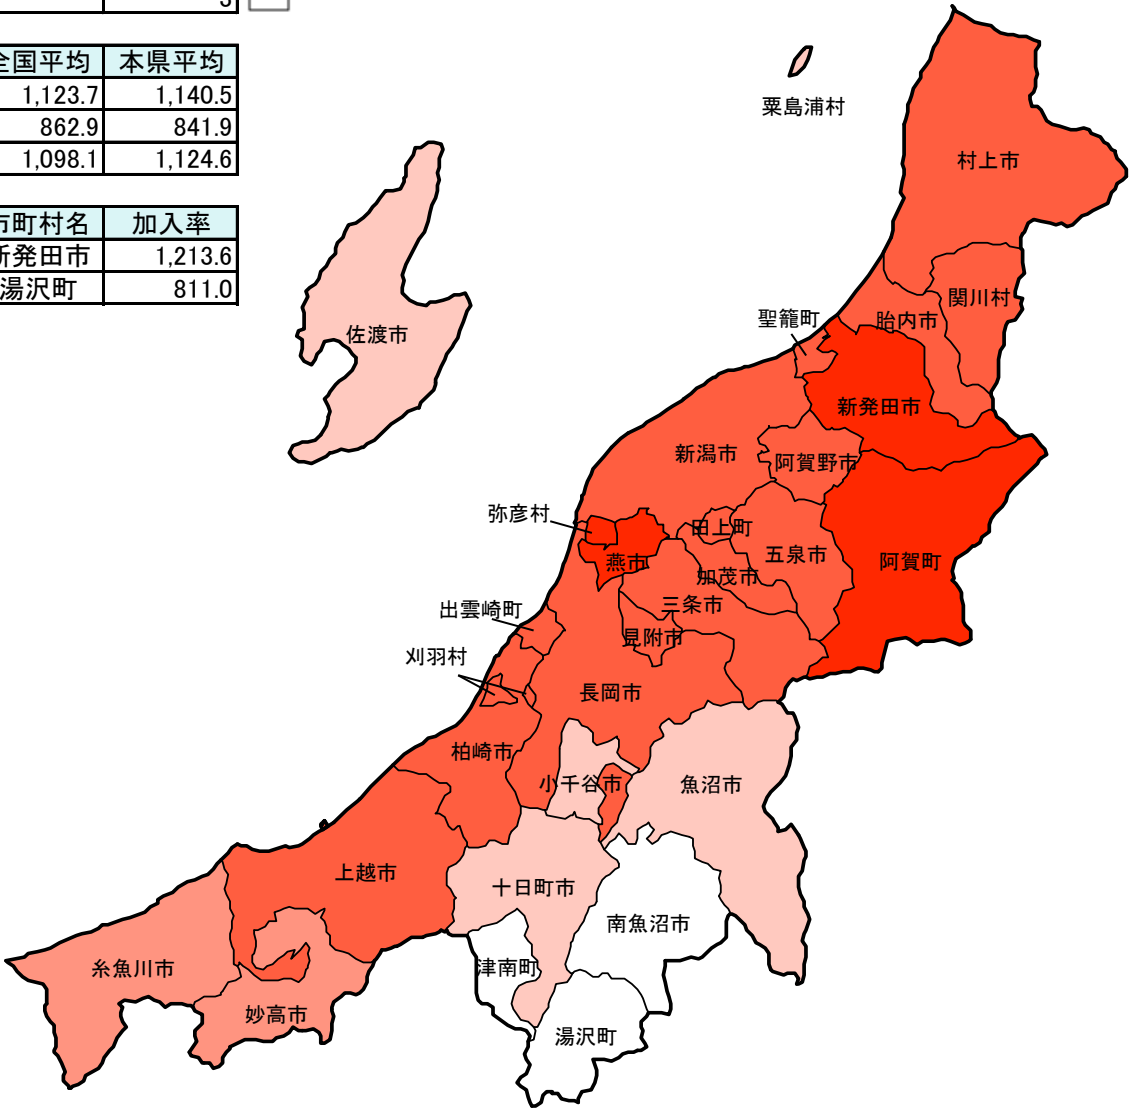 3
全国平均 本県平均
1,123.7 1,140.5
862.9 841.9
1,098.1 1,124.6
市町村名 加入率
新発田市 1,213.6
湯沢町 811.0
粟島浦村
村上市
関川村
胎内市
聖籠町
佐渡市
新発田市
新潟市
阿賀野市
弥彦村
田上町
五泉市
阿賀町
燕市
加茂市
三条市
出雲崎町
見附市
刈羽村
長岡市
柏崎市
小千谷市
魚沼市
上越市
十日町市
南魚沼市
糸魚川市
津南町
妙高市
湯沢町